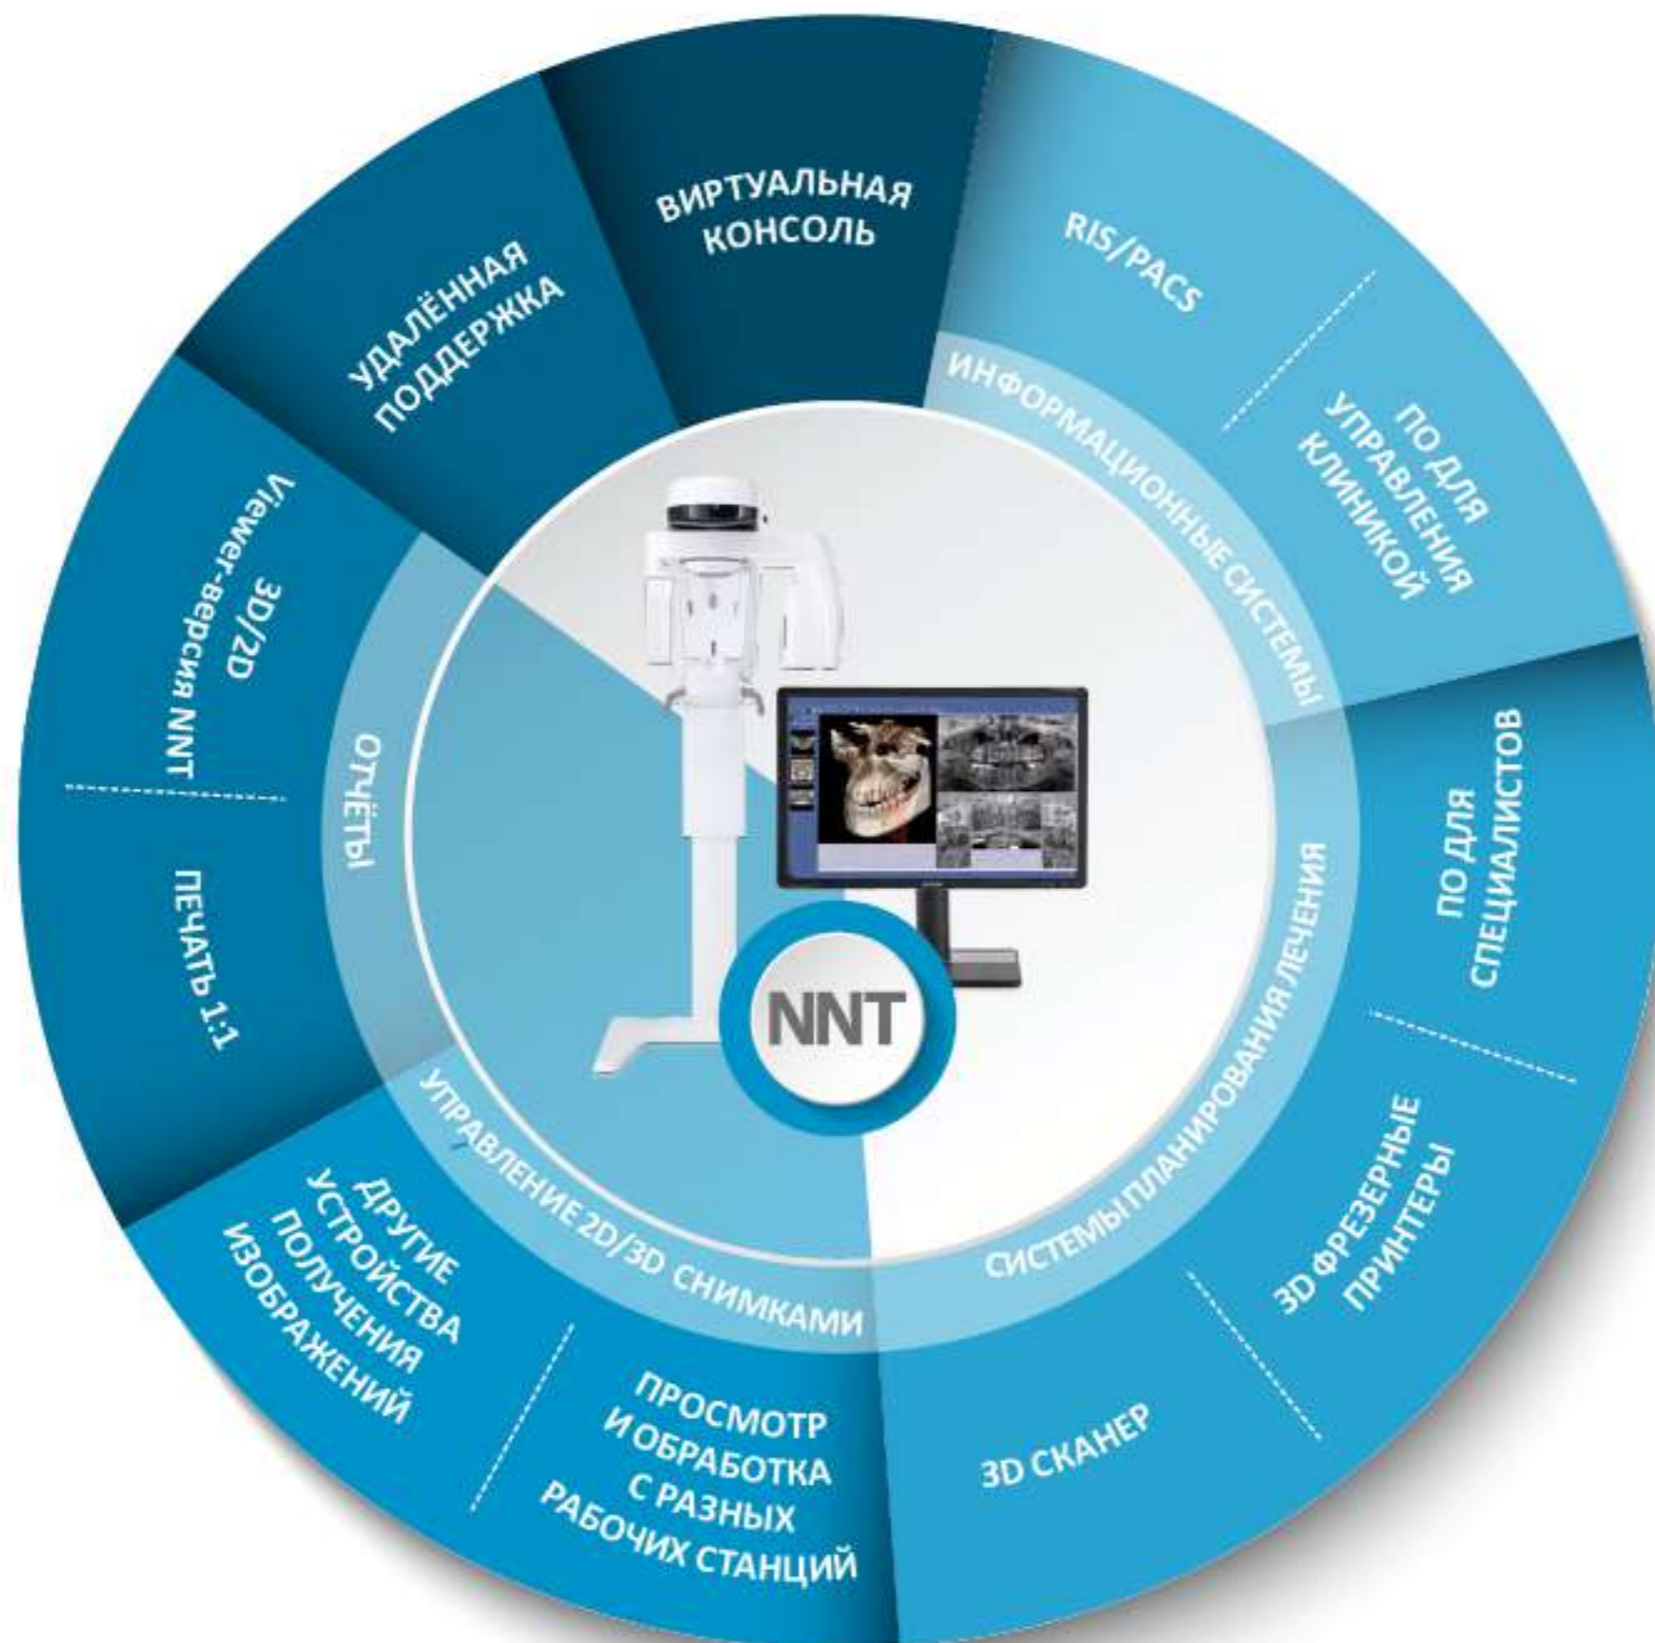 ВИРТУАЛЬНАЯ
КОНСОЛЬ
RIS/PACS
ПО ДЛЯ
УПРАВЛЕНИЯ
КЛИНИКОЙ
ИНФОРМАЦИОННЫЕ СИСТЕМЫ
ПО ДЛЯ
СПЕЦИАЛИСТОВ
3D ФРЕЗЕРНЫЕ
ПРИНТЕРЫ
3D СКАНЕР
СИСТЕМЫ ПЛАНИРОВАНИЯ ЛЕЧЕНИЯ
ПРОСМОТР
И ОБРАБОТКА
С РАЗНЫХ
РАБОЧИХ СТАНЦИЙ
ДРУГИЕ
УСТРОЙСТВА
ПОЛУЧЕНИЯ
ИЗОБРАЖЕНИЙ
УПРАВЛЕНИЕ 2D/3D СНИМКАМИ
ПЕЧАТЬ 1:1
3D/2D
Viewer-версия NNT
ОТЧЁТЫ
УДАЛЁННАЯ
ПОДДЕРЖКА
NNT